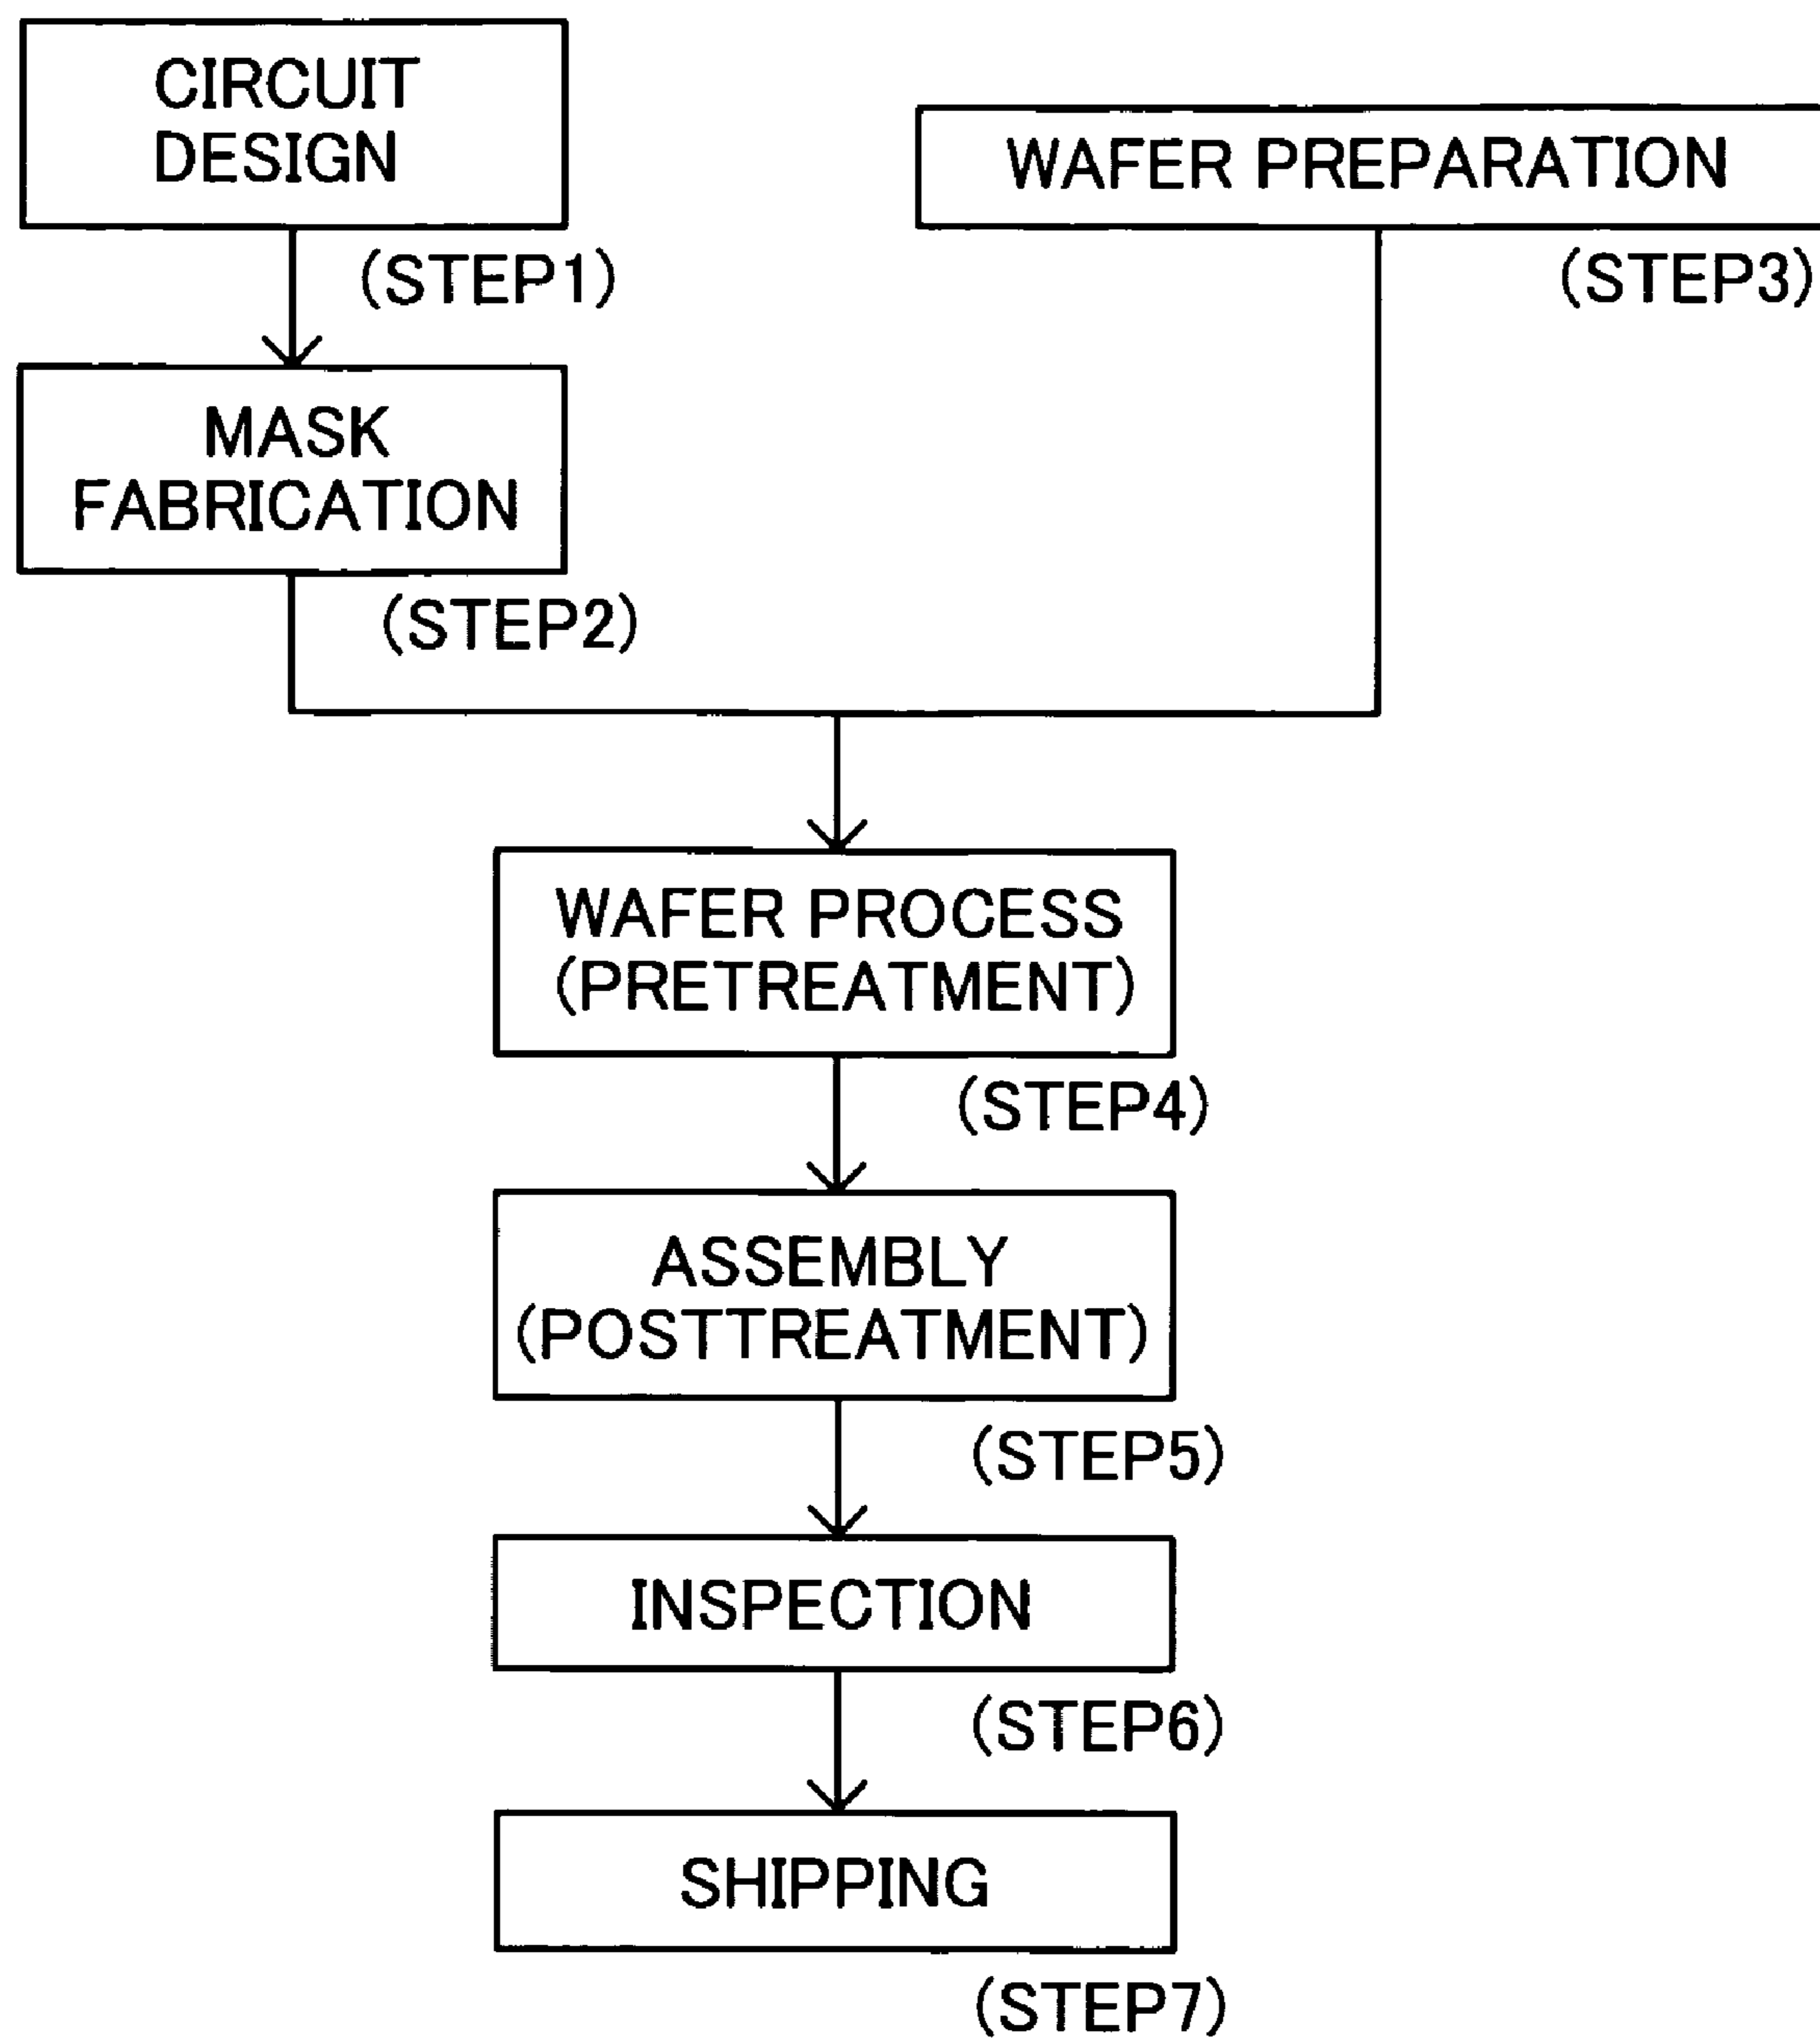 CIRCUIT
DESIGN
(STEP1)
MASK
FABRICATION
(STEP2)
WAFER PREPARATION
(STEP3)
WAFER PROCESS
(PRETREATMENT)
(STEP4)
ASSEMBLY
(POSTTREATMENT)
(STEP5)
INSPECTION
(STEP6)
SHIPPING
(STEP7)